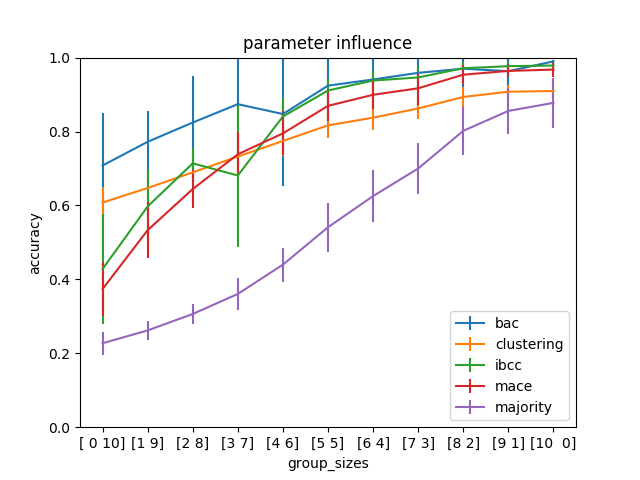 parameter influence
1.0
0.8
0.6
0.4
0.2
0.0
accuracy
[ 0 10] [1 9] [2 8] [3 7] [4 6] [5 5] [6 4] [7 3] [8 2] [9 1] [10  0]
group_sizes
bac
clustering
ibcc
mace
majority